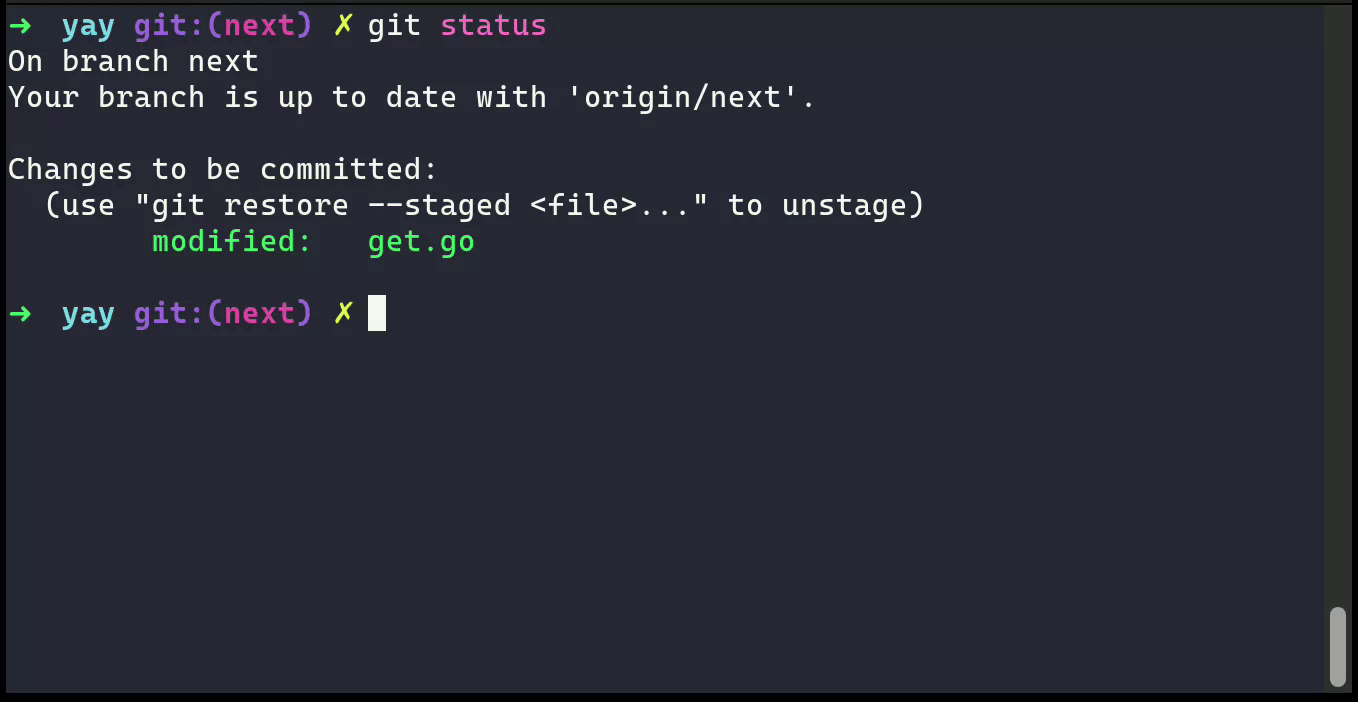 ➜  yay git:(next) ✗ git status
On branch next
Your branch is up to date with 'origin/next'.
Changes to be committed:
  (use "git restore --staged <file>..." to unstage)
        modified:   get.go
➜  yay git:(next) ✗